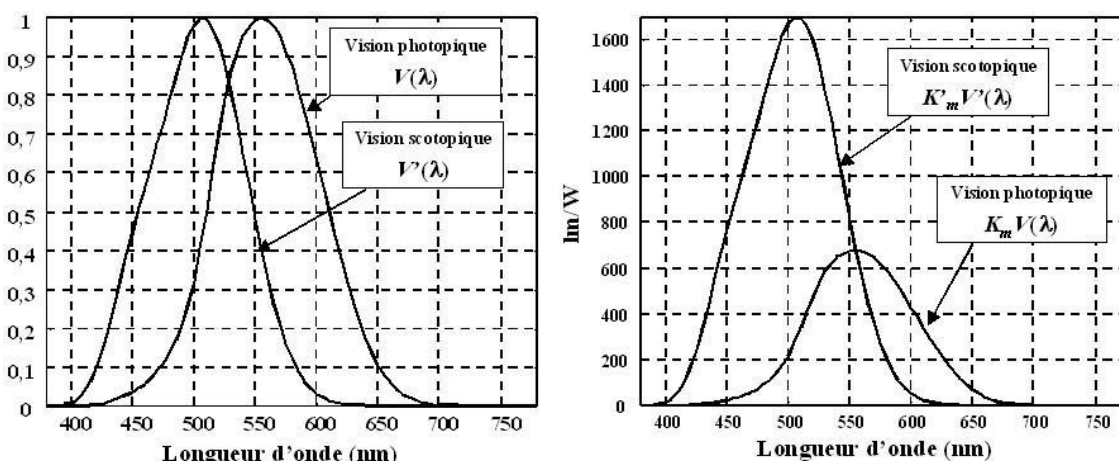 1
0,9
0,8
0,7
0,6
0,5
0,4
0,3
0,2
0,1
0
Vision photopique
V(λ)
Vision scotopique
V'(λ)
400 450 500 550 600 650 700 750
Longueur d'onde (nm)
lm/W
1600
1400
1200
1000
800
600
400
200
0
Vision scotopique
K'mV'(λ)
Vision photopique
KmV(λ)
400 450 500 550 600 650 700 750
Longueur d'onde (nm)